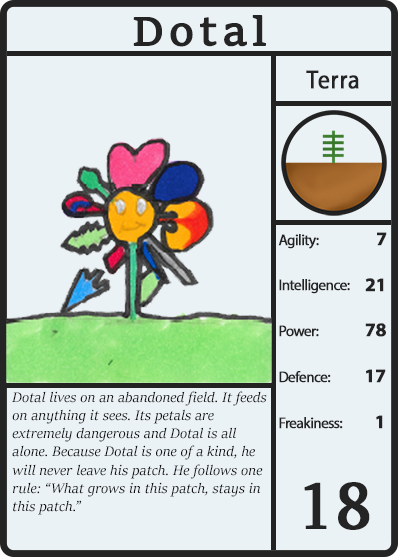 Dotal
Terra
Agility: 7
Intelligence: 21
Power: 78
Defence: 17
Freakiness: 1
18
Dotal lives on an abandoned field. It feeds
on anything it sees. Its petals are
extremely dangerous and Dotal is all
alone. Because Dotal is one of a kind, he
will never leave his patch. He follows one
rule: “What grows in this patch, stays in
this patch.”